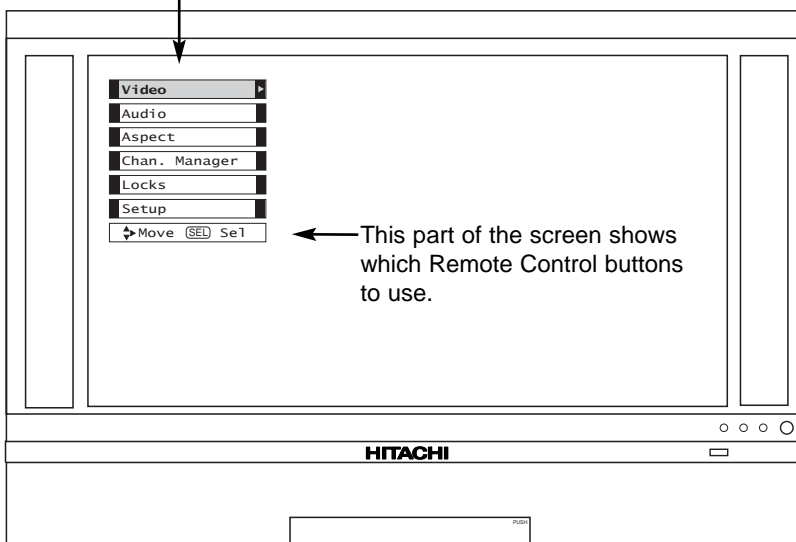 Video
Audio
Aspect
Chan. Manager
Locks
Setup
Move SEL Sel
This part of the screen shows
which Remote Control buttons
to use.
HITACHI
PUSH